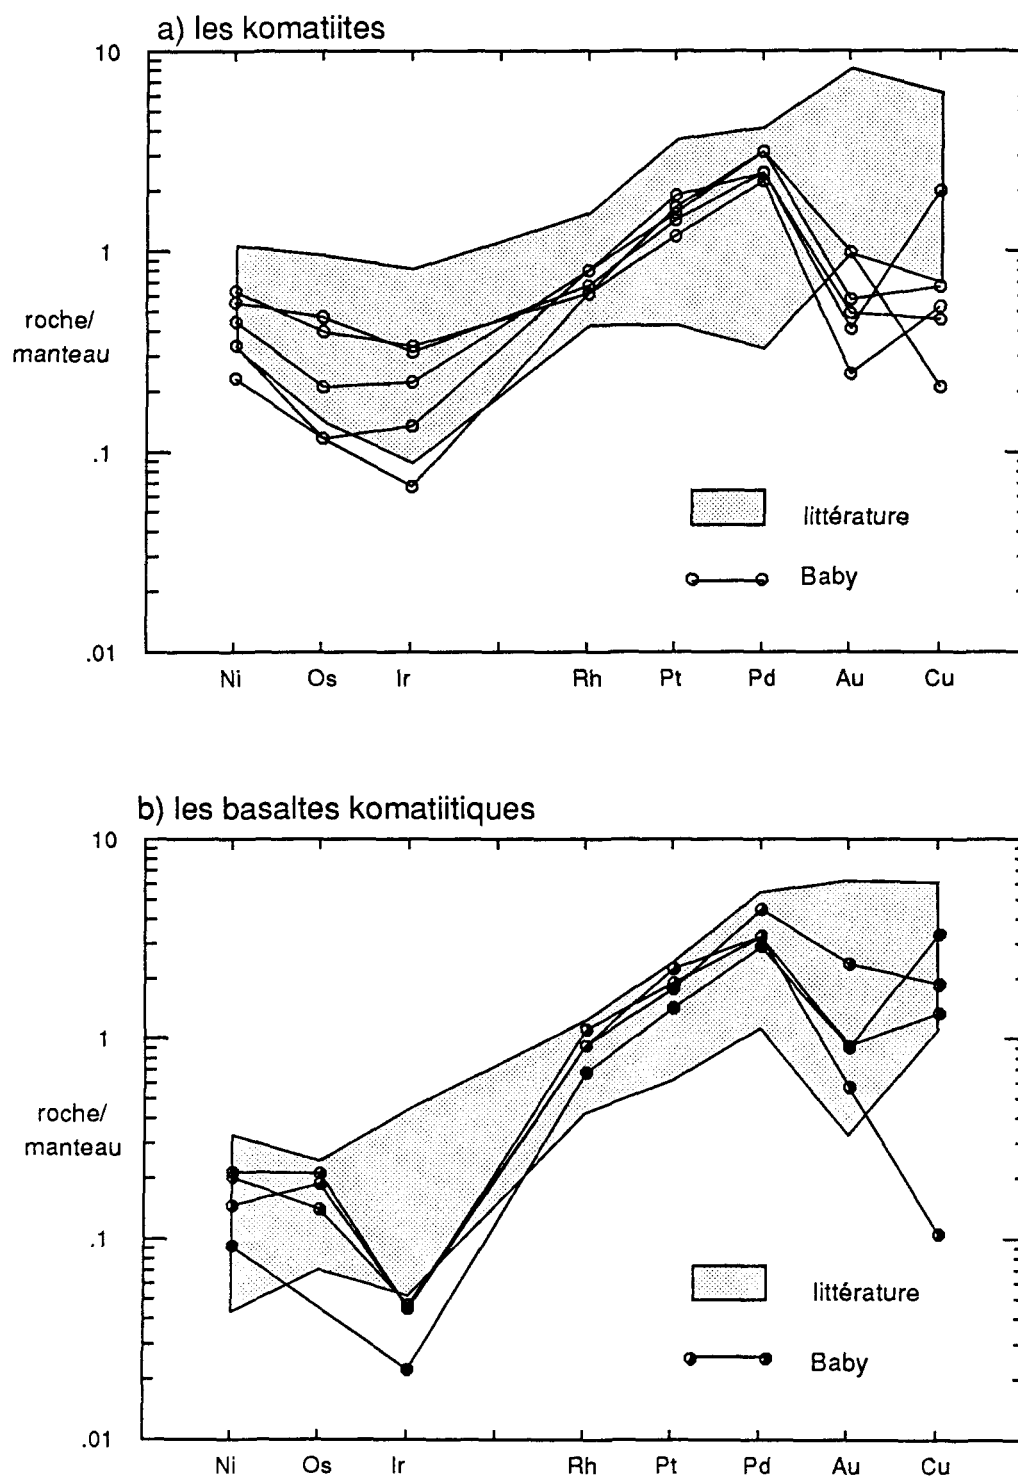 a) les komatiites
10
1
roche/
manteau
.1
littérature
Baby
.01
Ni Os Ir Rh Pt Pd Au Cu
b) les basaltes komatiitiques
10
1
roche/
manteau
.1
littérature
Baby
.01
Ni Os Ir Rh Pt Pd Au Cu